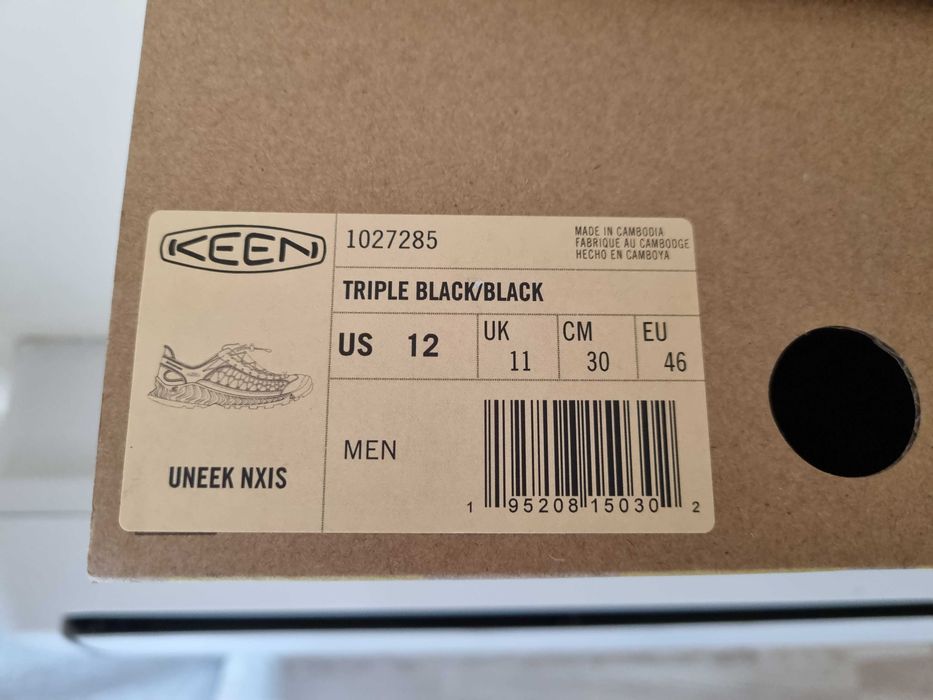 KEEN
1027285
MADE IN CAMBODIA
FABRIQUE AU CAMBODGE
HECHO EN CAMBOYA
TRIPLE BLACK/BLACK
US 12
UK 11
CM 30
EU 46
UNEEK NXIS
MEN
1 95208 15030 2